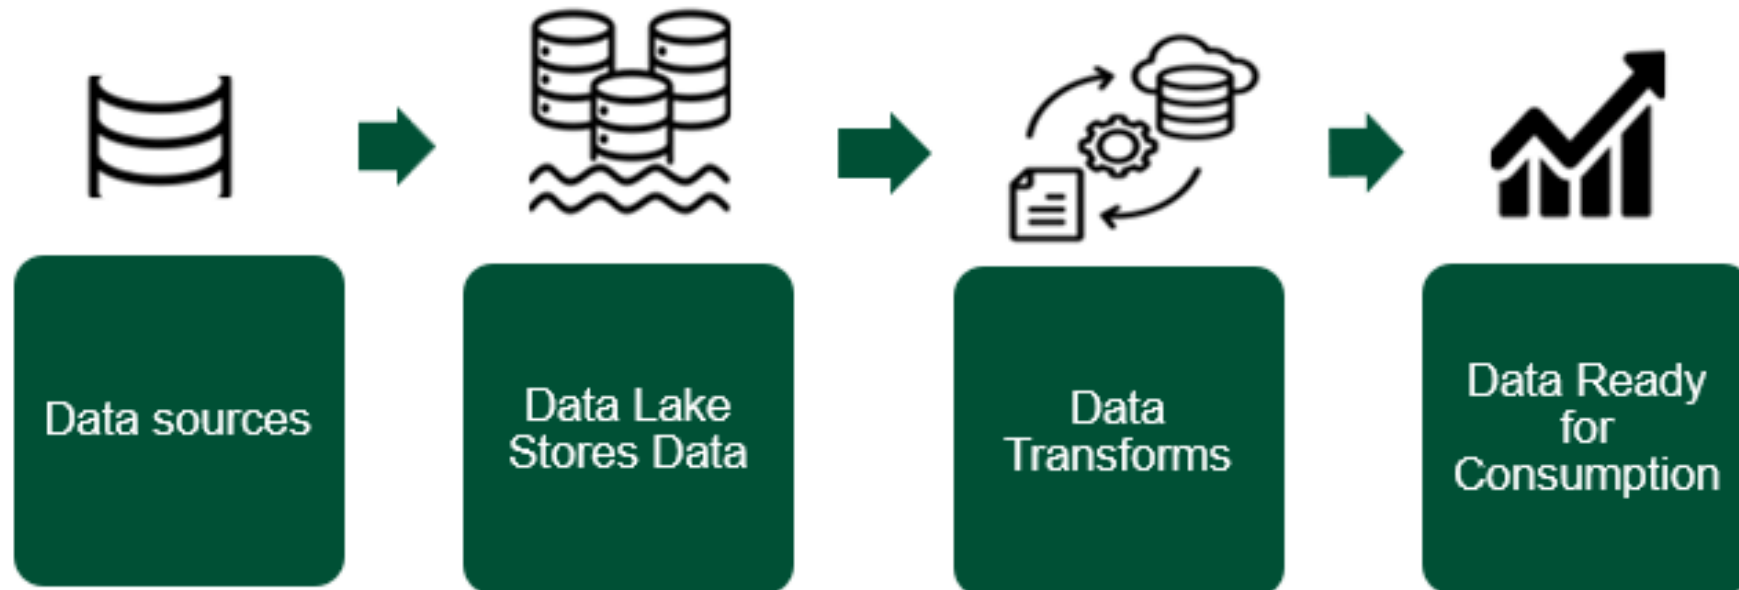 Data sources
Data Lake
Stores Data
Data
Transforms
Data Ready
for
Consumption